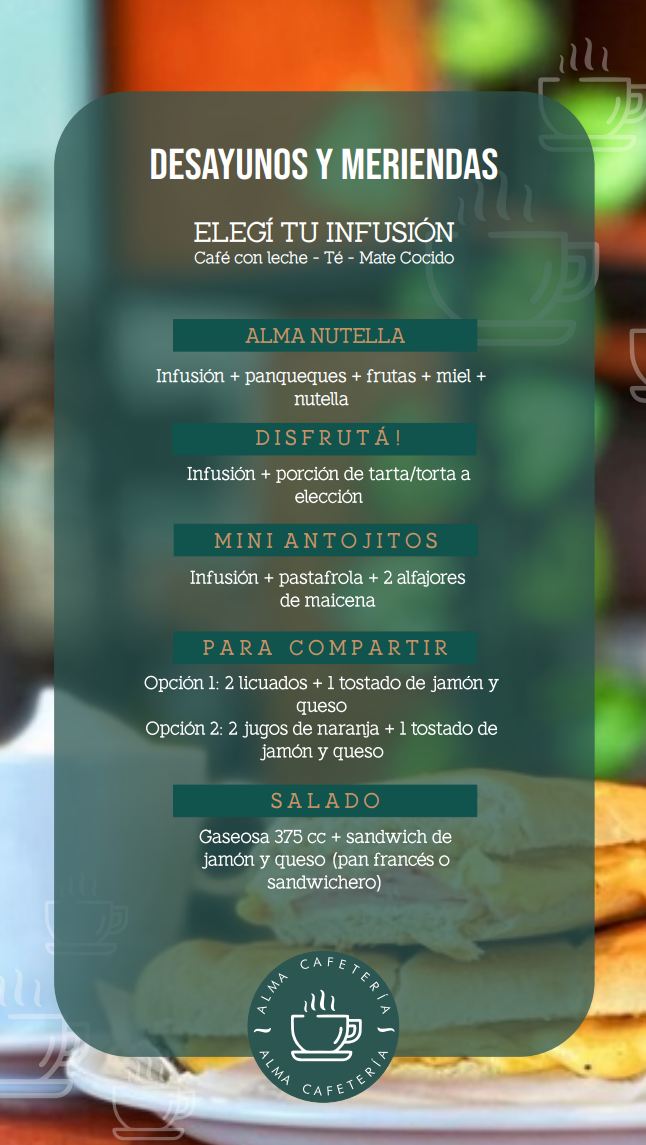 DESAYUNOS Y MERIENDAS
ELEGÍ TU INFUSIÓN
Café con leche - Té - Mate Cocido
ALMA NUTELLA
Infusión + panqueques + frutas + miel +
nutella
DISFRUTÁ!
Infusión + porción de tarta/torta a
elección
MINI ANTOJITOS
Infusión + pastafrola + 2 alfajores
de maicena
PARA COMPARTIR
Opción 1: 2 licuados + 1 tostado de jamón y
queso
Opción 2: 2 jugos de naranja + 1 tostado de
jamón y queso
SALADO
Gaseosa 375 cc + sandwich de
jamón y queso (pan francés o
sandwichero)
ALMA CAFETERÍA
ALMA CAFETERÍA